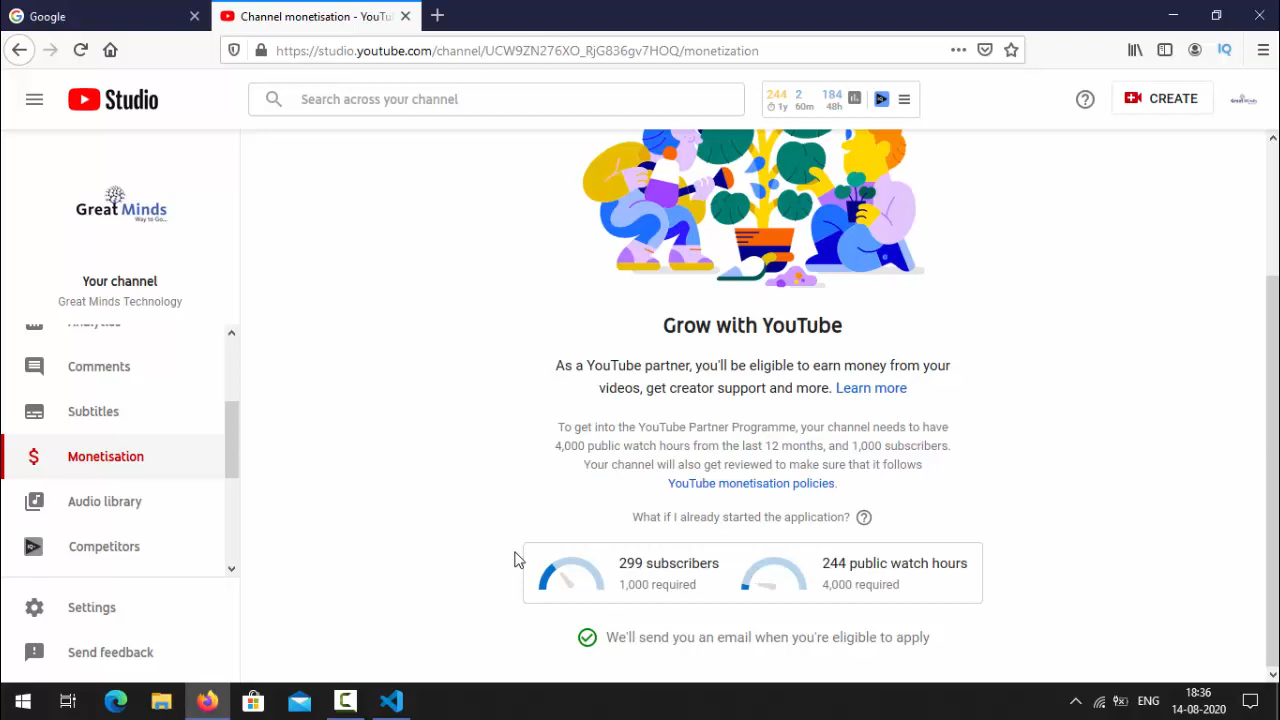 Google
Channel monetisation - YouTu
https://studio.youtube.com/channel/UCW9ZN276XO_RjG836gv7HOQ/monetization
IQ
Studio
Search across your channel
244 2 184
1y 60m 48h
CREATE
Great Minds
Great Minds
Way to Go...
Your channel
Great Minds Technology
Analytics
Comments
Subtitles
Monetisation
Audio library
Competitors
Settings
Send feedback
Grow with YouTube
As a YouTube partner, you'll be eligible to earn money from your
videos, get creator support and more. Learn more
To get into the YouTube Partner Programme, your channel needs to have
4,000 public watch hours from the last 12 months, and 1,000 subscribers.
Your channel will also get reviewed to make sure that it follows
YouTube monetisation policies.
What if I already started the application?
299 subscribers
1,000 required
244 public watch hours
4,000 required
We'll send you an email when you're eligible to apply
ENG
18:36
14-08-2020